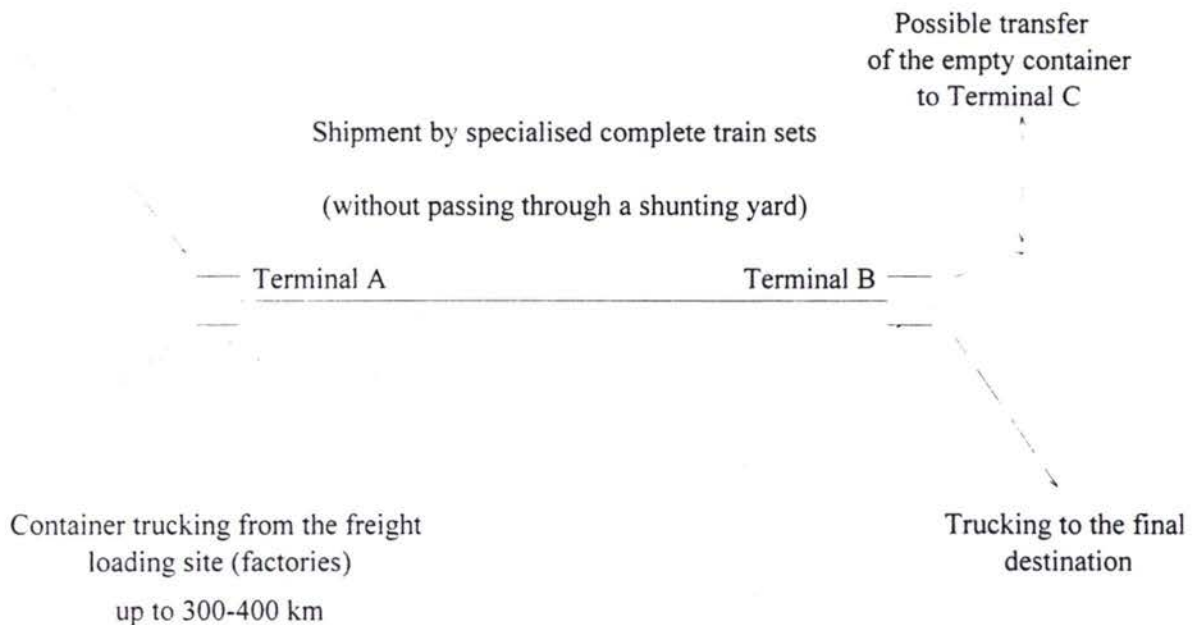 Possible transfer
of the empty container
to Terminal C
Shipment by specialised complete train sets
(without passing through a shunting yard)
Terminal A
Terminal B
Container trucking from the freight
loading site (factories)
up to 300-400 km
Trucking to the final
destination